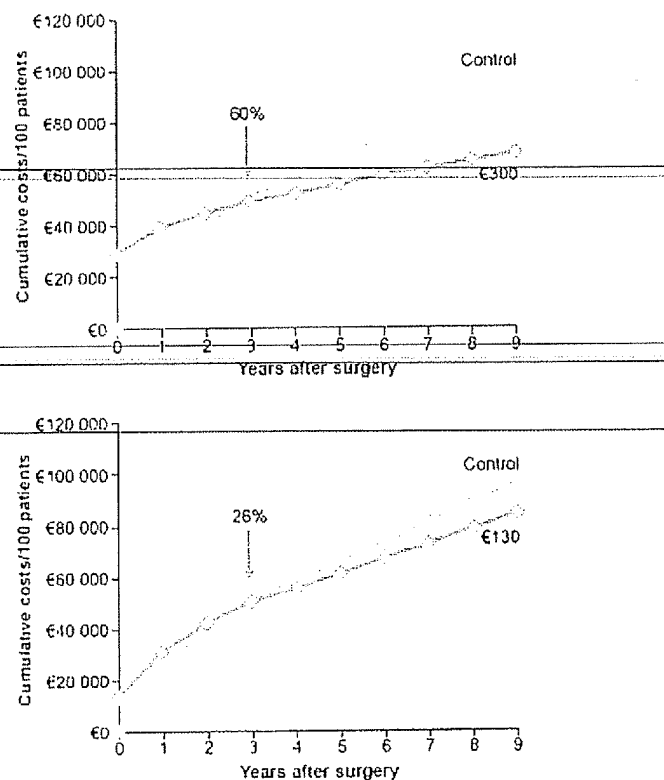 €120 000
€100 000
€80 000
€60 000
€40 000
€20 000
€0
Cumulative costs/100 patients
Control
60%
€300
0 1 2 3 4 5 6 7 8 9
Years after surgery
€120 000
€100 000
€80 000
€60 000
€40 000
€20 000
€0
Cumulative costs/100 patients
Control
26%
€130
0 1 2 3 4 5 6 7 8 9
Years after surgery